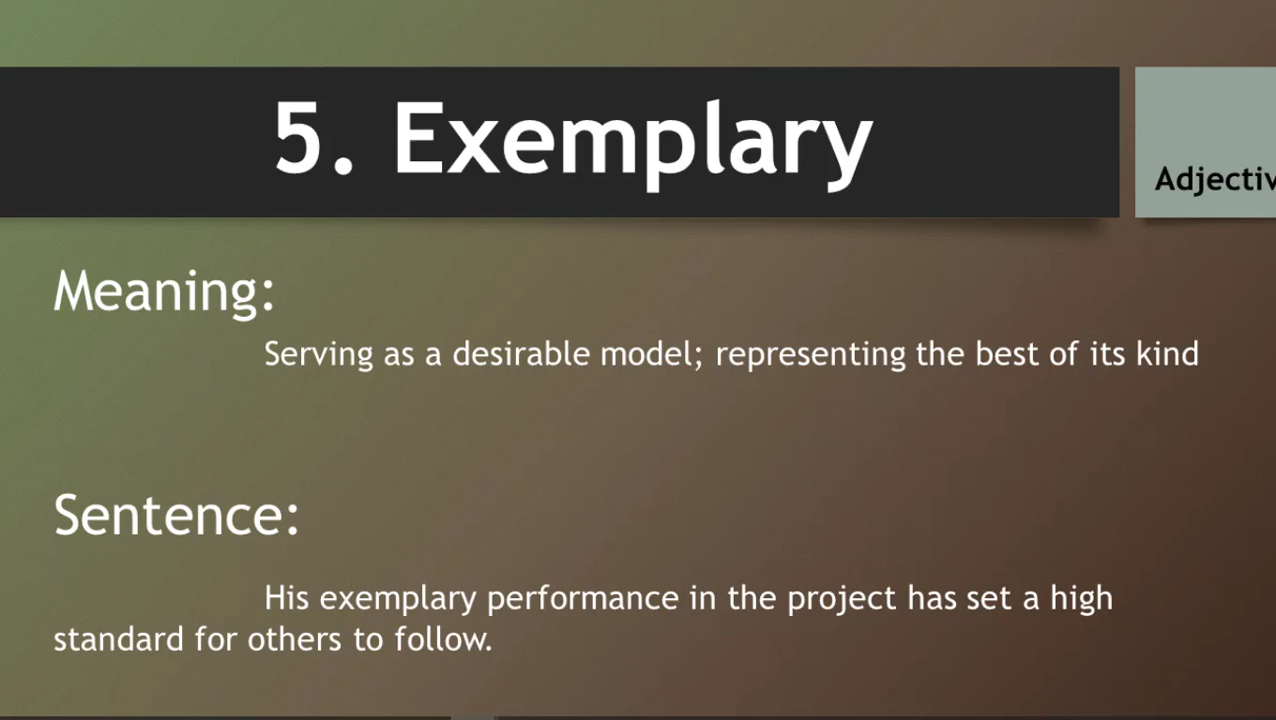 5. Exemplary
Adjectiv
Meaning:
Serving as a desirable model; representing the best of its kind
Sentence:
His exemplary performance in the project has set a high
standard for others to follow.